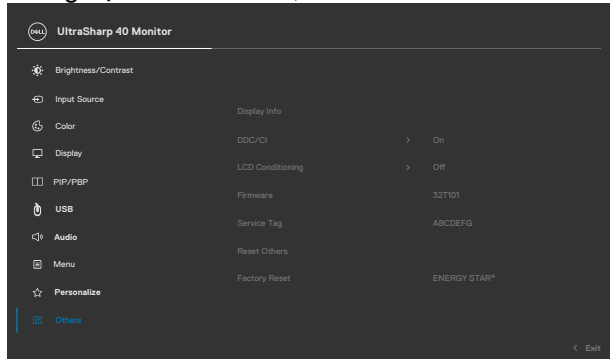 DELL UltraSharp 40 Monitor
Brightness/Contrast
Input Source
Color
Display
PIP/PBP
USB
Audio
Menu
Personalize
Others
Display Info
DDC/CI > On
LCD Conditioning > Off
Firmware 32T101
Service Tag ABCDEFG
Reset Others
Factory Reset ENERGY STAR®
< Exit